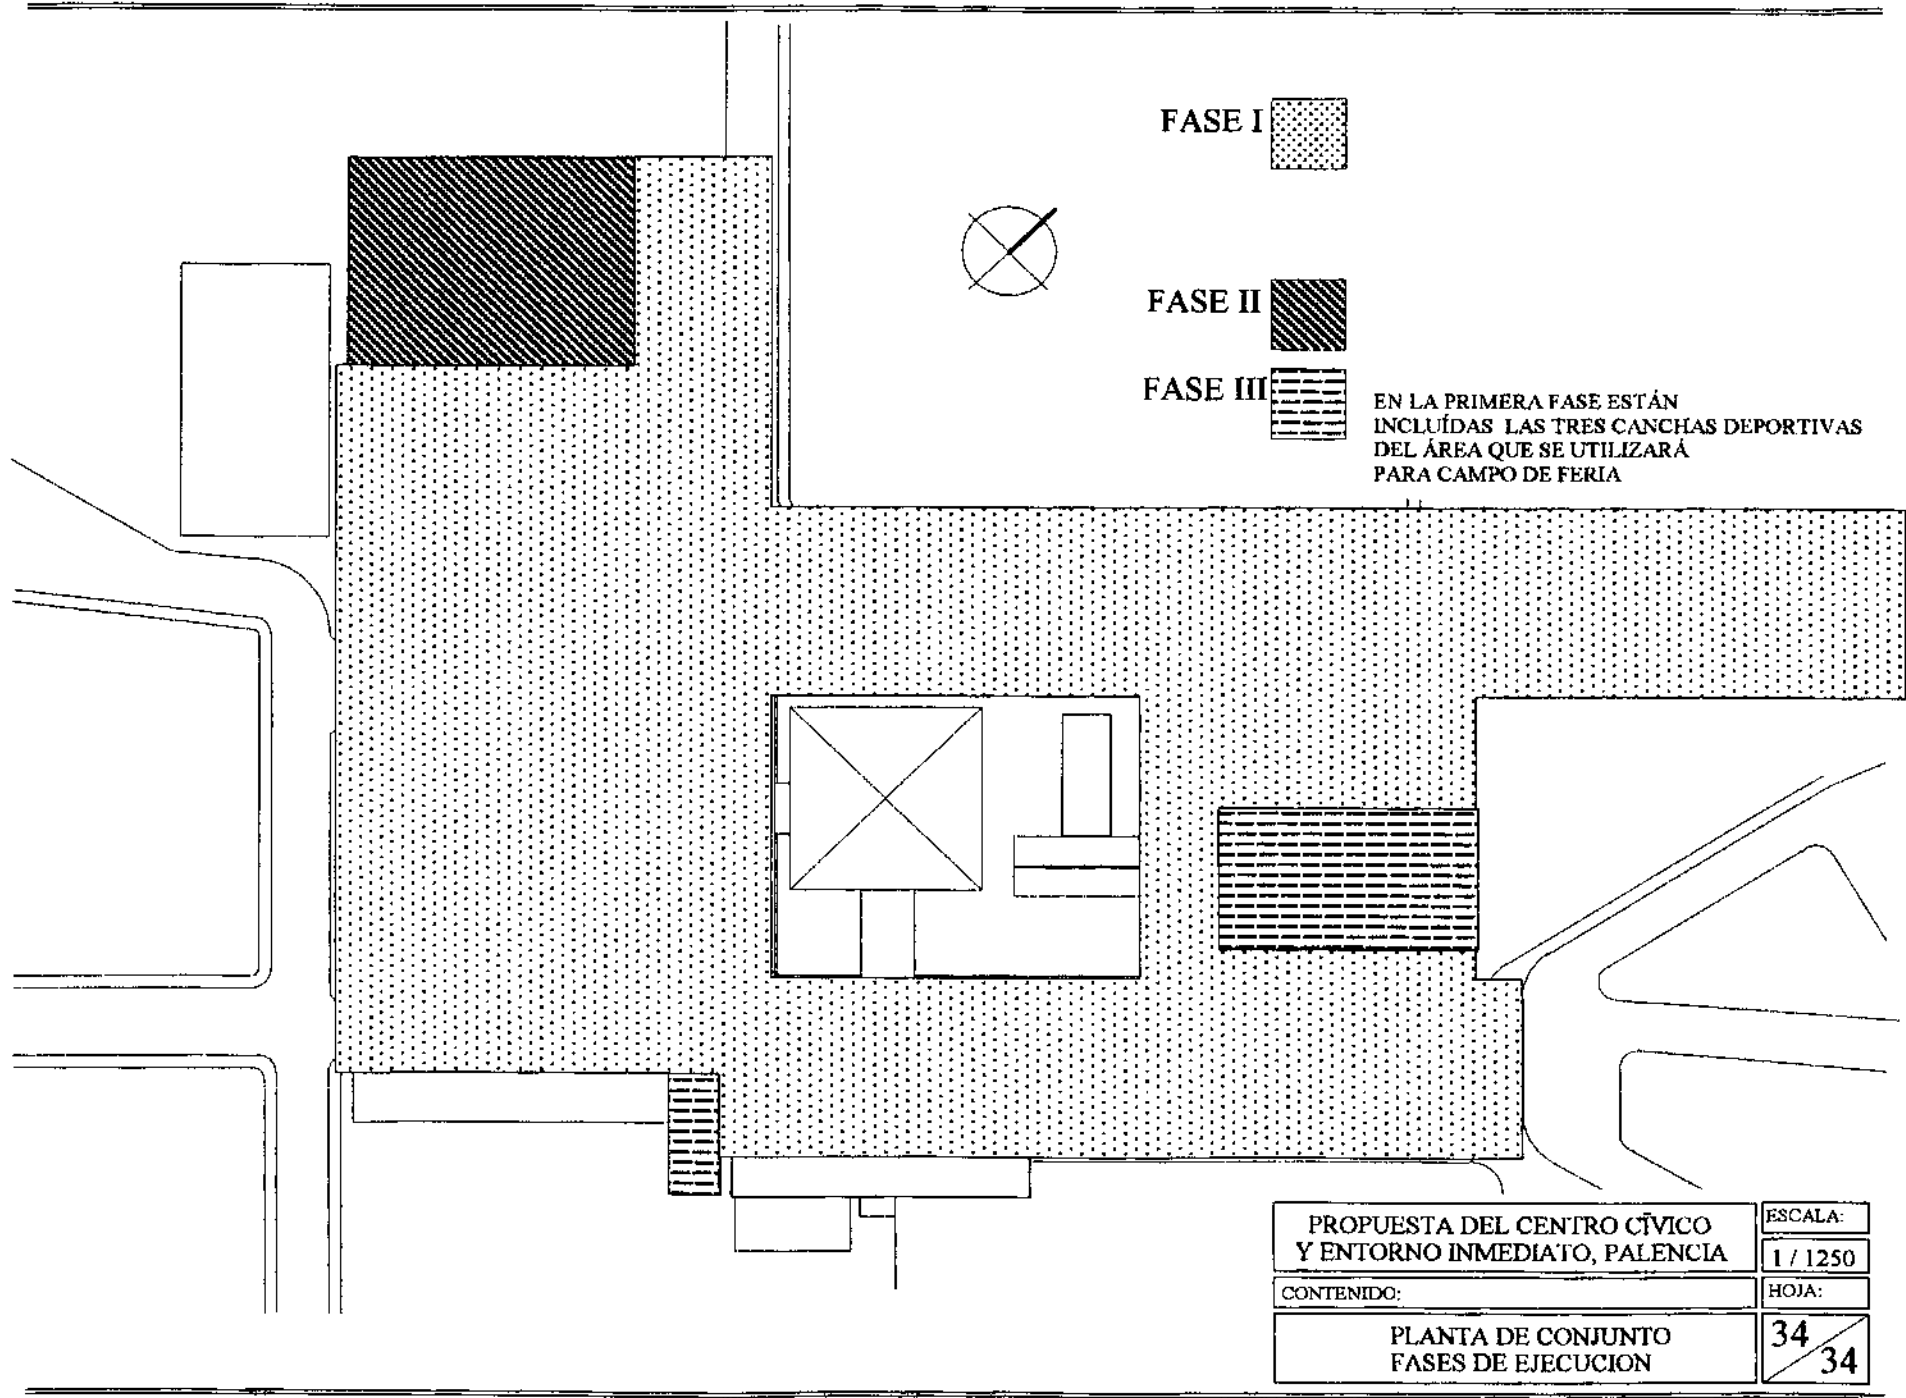 FASE I
FASE II
FASE III
EN LA PRIMERA FASE ESTÁN
INCLUÍDAS LAS TRES CANCHAS DEPORTIVAS
DEL ÁREA QUE SE UTILIZARÁ
PARA CAMPO DE FERIA
PROPUESTA DEL CENTRO CÍVICO
Y ENTORNO INMEDIATO, PALENCIA
ESCALA:
1 / 1250
CONTENIDO:
HOJA:
PLANTA DE CONJUNTO
FASES DE EJECUCION
34
34